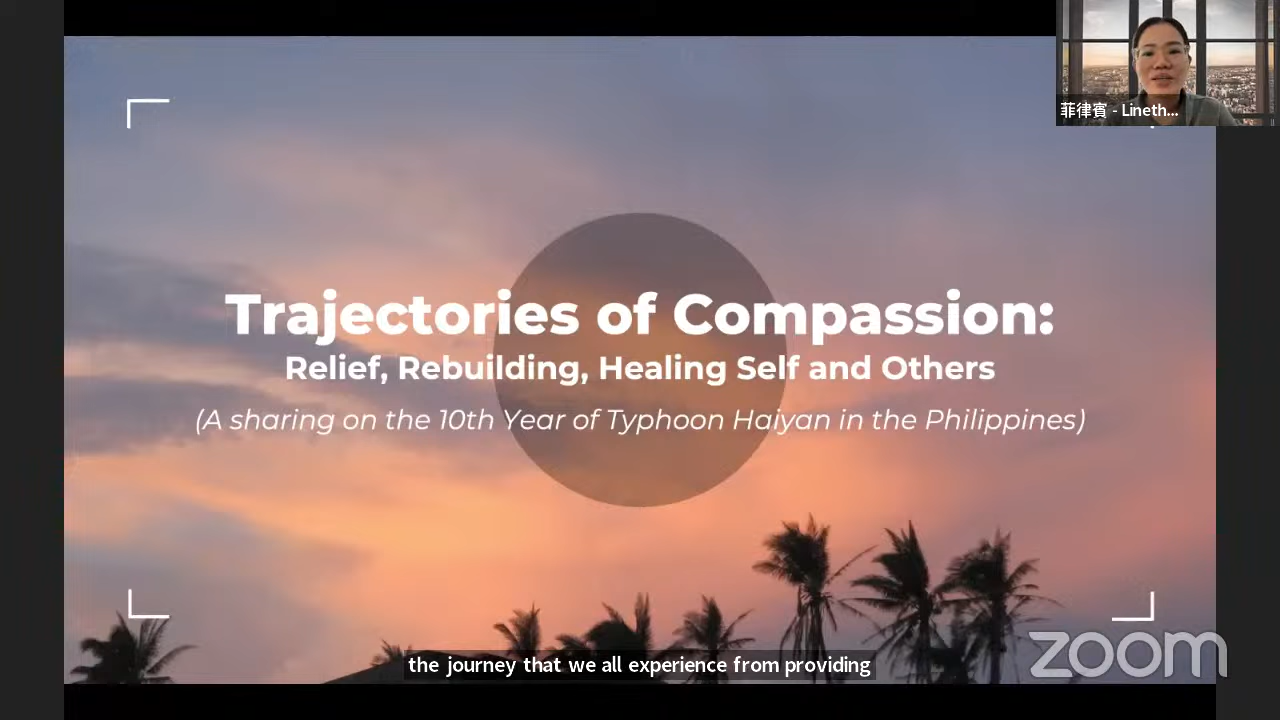 菲律賓 - Lineth...
Trajectories of Compassion:
Relief, Rebuilding, Healing Self and Others
(A sharing on the 10th Year of Typhoon Haiyan in the Philippines)
the journey that we all experience from providing
zoom